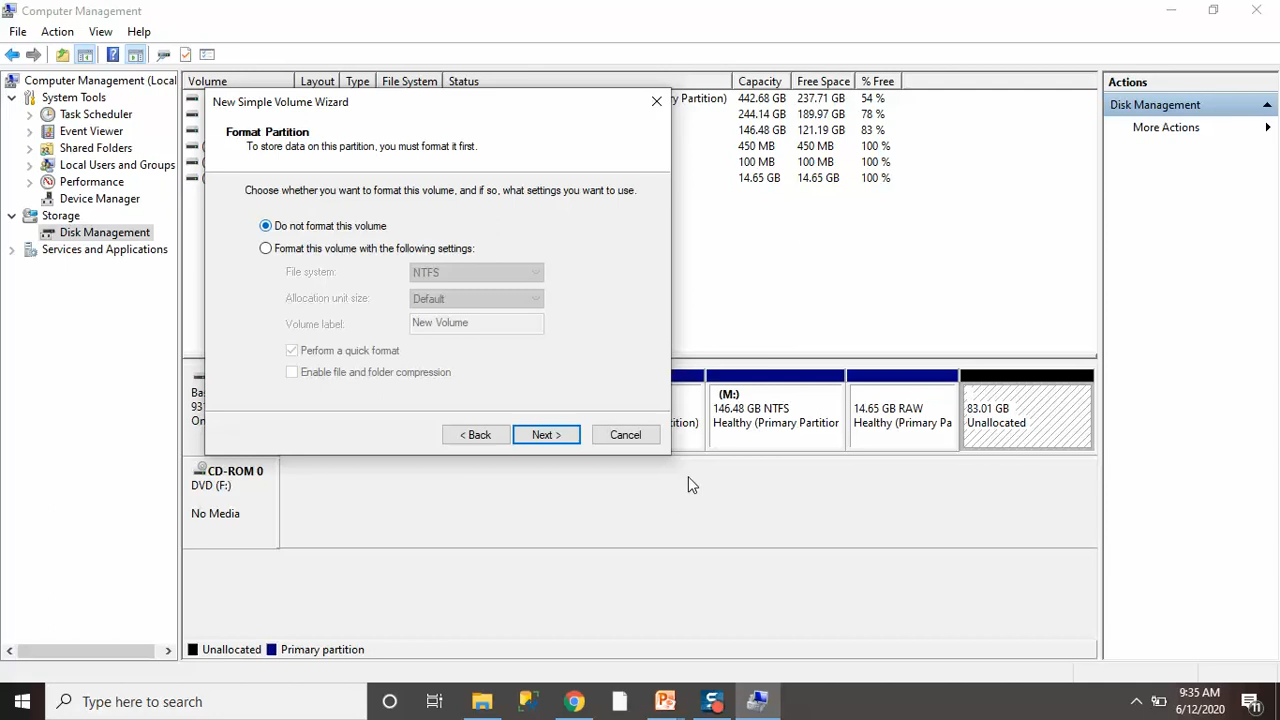 Computer Management
File Action View Help
Computer Management (Local
System Tools
Task Scheduler
Event Viewer
Shared Folders
Local Users and Groups
Performance
Device Manager
Storage
Disk Management
Services and Applications
Volume Layout Type File System Status Capacity Free Space % Free
y Partition) 442.68 GB 237.71 GB 54 %
244.14 GB 189.97 GB 78 %
146.48 GB 121.19 GB 83 %
450 MB 450 MB 100 %
100 MB 100 MB 100 %
14.65 GB 14.65 GB 100 %
New Simple Volume Wizard
Format Partition
To store data on this partition, you must format it first.
Choose whether you want to format this volume, and if so, what settings you want to use.
Do not format this volume
Format this volume with the following settings:
File system: NTFS
Allocation unit size: Default
Volume label: New Volume
Perform a quick format
Enable file and folder compression
< Back Next > Cancel
Bas
931
On
ition)
(M:)
146.48 GB NTFS
Healthy (Primary Partitior
14.65 GB RAW
Healthy (Primary Pa
83.01 GB
Unallocated
CD-ROM 0
DVD (F:)
No Media
Unallocated Primary partition
Actions
Disk Management
More Actions
Type here to search
9:35 AM
6/12/2020
11